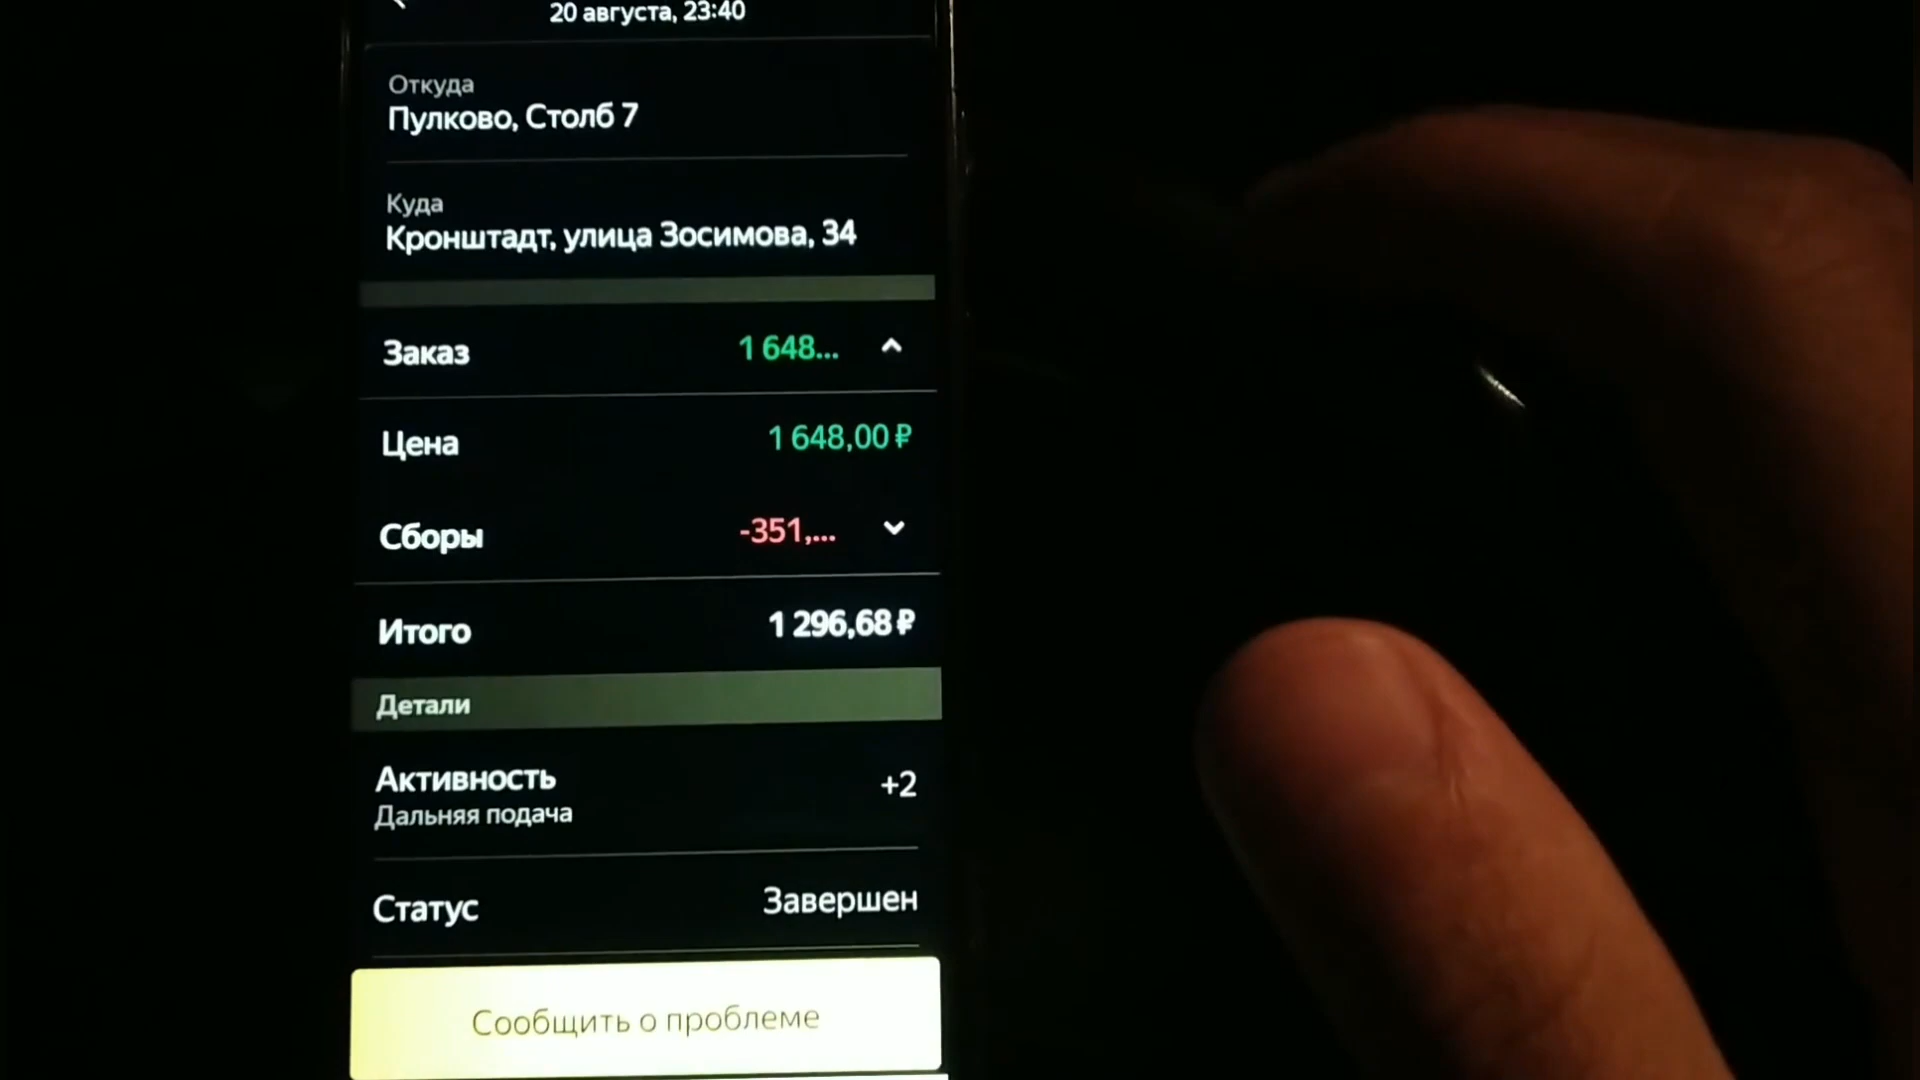 20 августа, 23:40
Откуда
Пулково, Столб 7
Куда
Кронштадт, улица Зосимова, 34
Заказ 1 648...
Цена 1 648,00 ₽
Сборы -351,...
Итого 1 296,68 ₽
Детали
Активность +2
Дальняя подача
Статус Завершен
Сообщить о проблеме